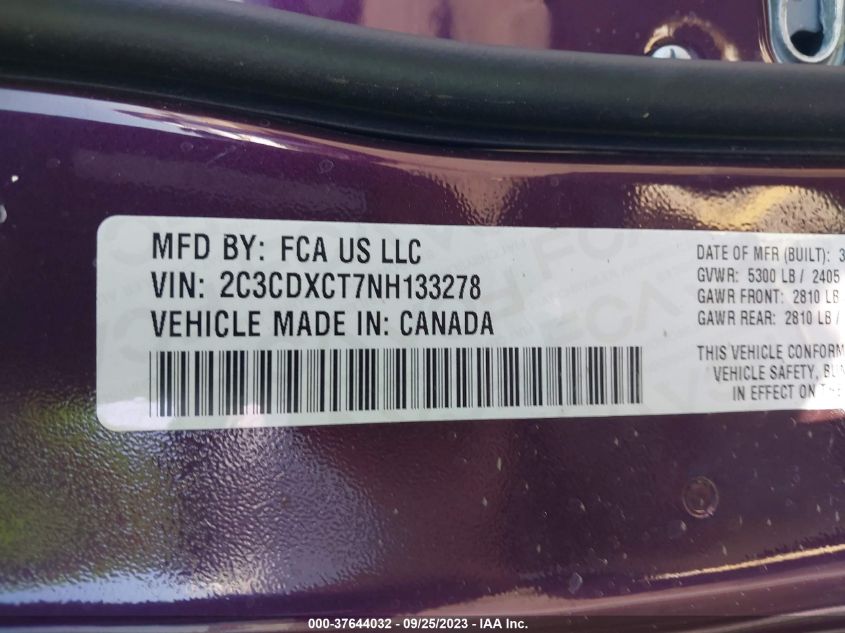 MFD BY: FCA US LLC
VIN: 2C3CDXCT7NH133278
VEHICLE MADE IN: CANADA
DATE OF MFR (BUILT): 3
GVWR: 5300 LB / 2405
GAWR FRONT: 2810 LB
GAWR REAR: 2810 LB /
THIS VEHICLE CONFORM
VEHICLE SAFETY,
IN EFFECT ON
000-37644032 - 09/25/2023 - IAA Inc.